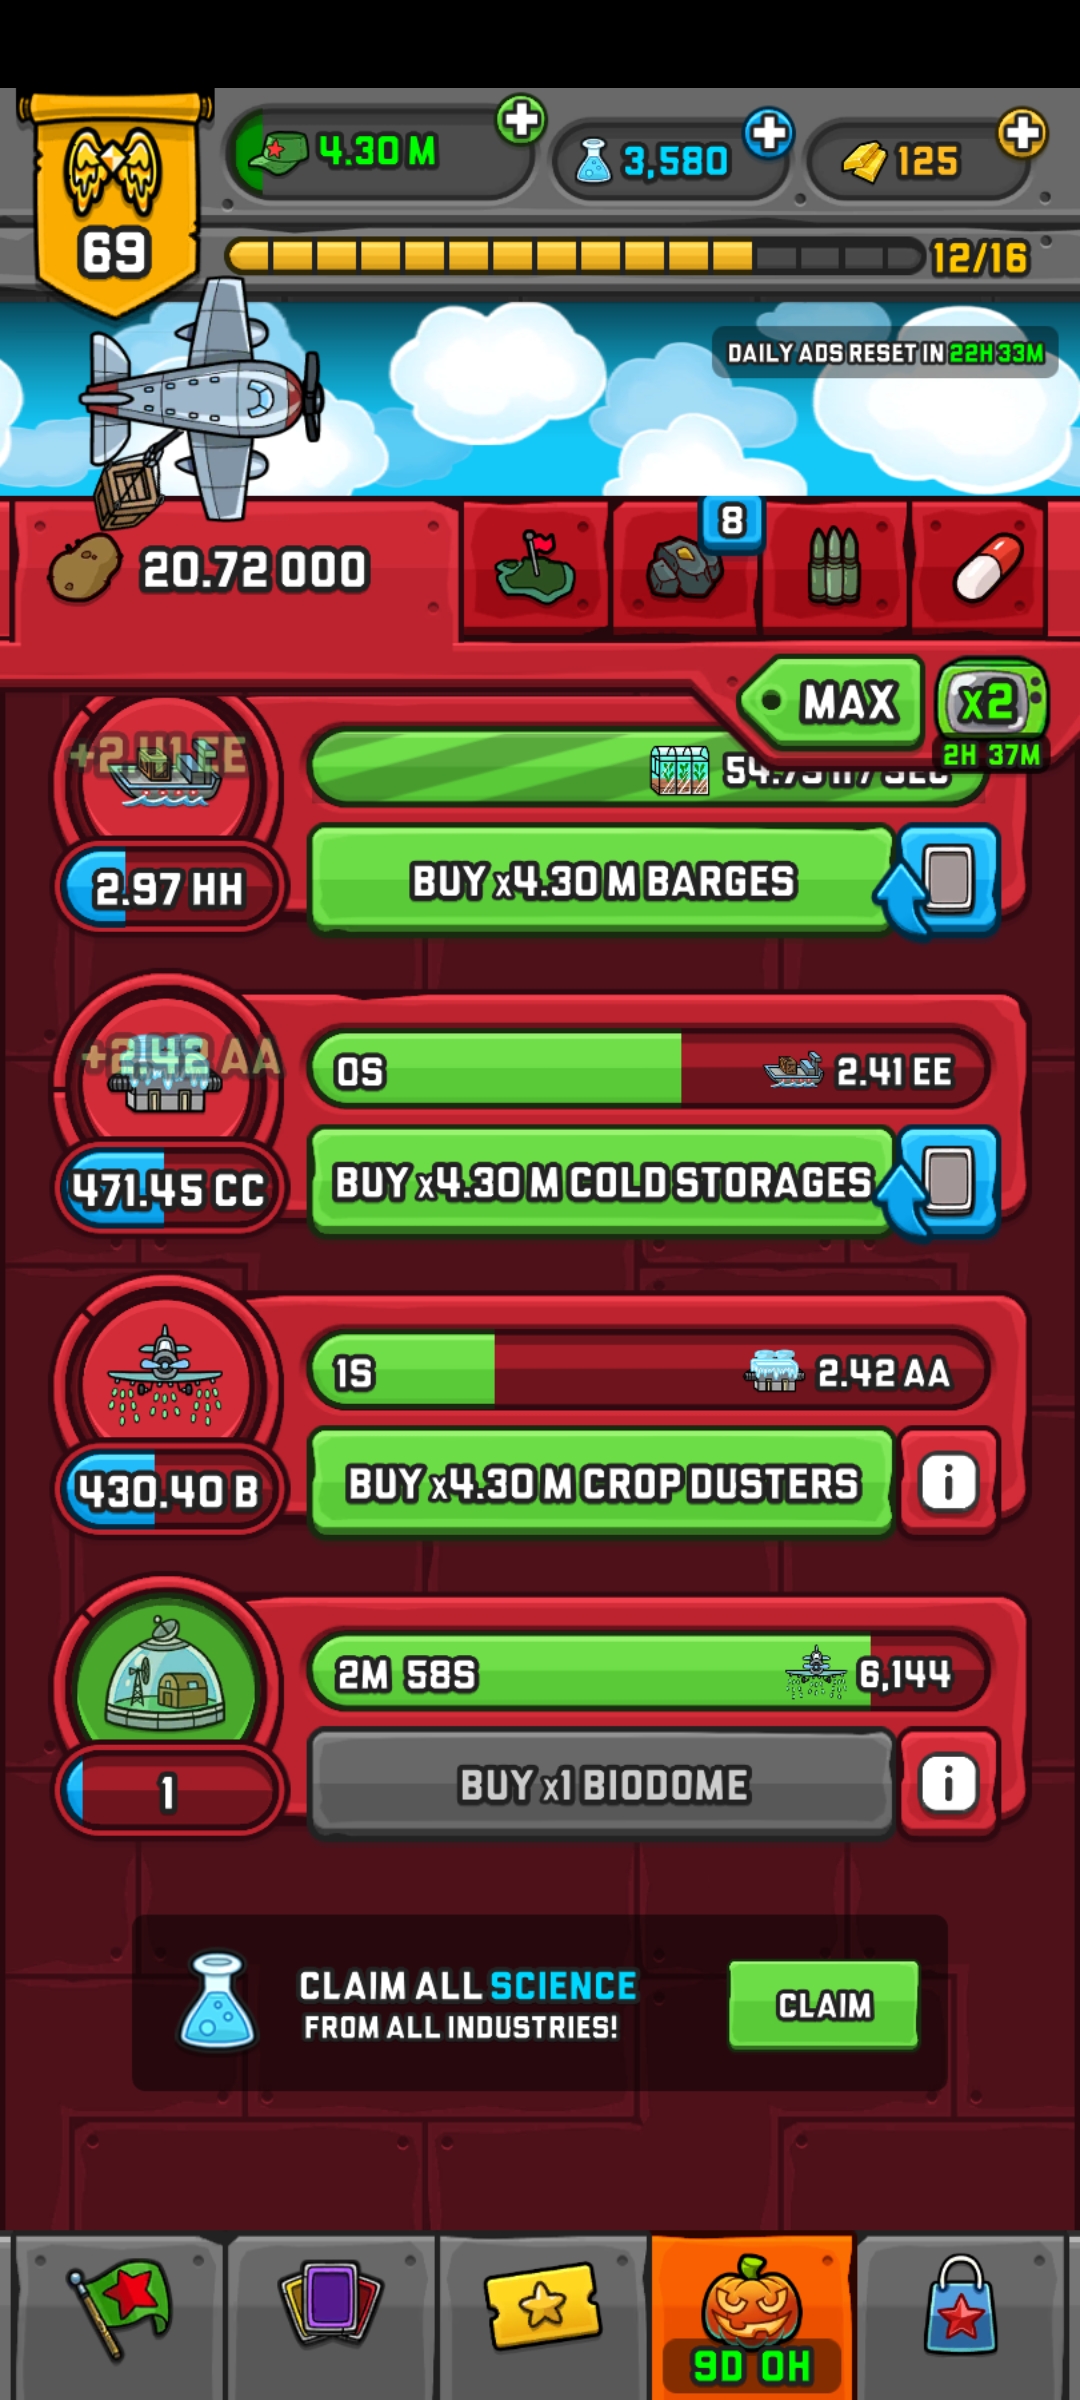 69
4.30 M
3,580
125
12/16
DAILY ADS RESET IN 22H 33M
20.72 OOO
8
MAX
x2
2H 37M
+2.41 EE
2.97 HH
BUY x4.30 M BARGES
+2.42 AA
0S
2.41 EE
471.45 CC
BUY x4.30 M COLD STORAGES
1S
2.42 AA
430.40 B
BUY x4.30 M CROP DUSTERS
i
2M 58S
6,144
1
BUY x1 BIODOME
i
CLAIM ALL SCIENCE
FROM ALL INDUSTRIES!
CLAIM
9D 0H